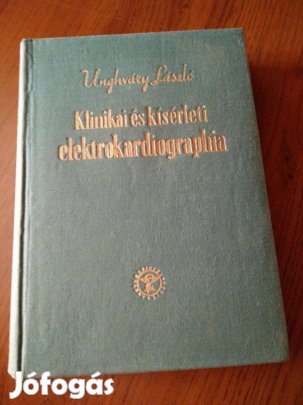 Unghváry László
Klinikai és kísérleti
elektrokardiographia
Jófogás